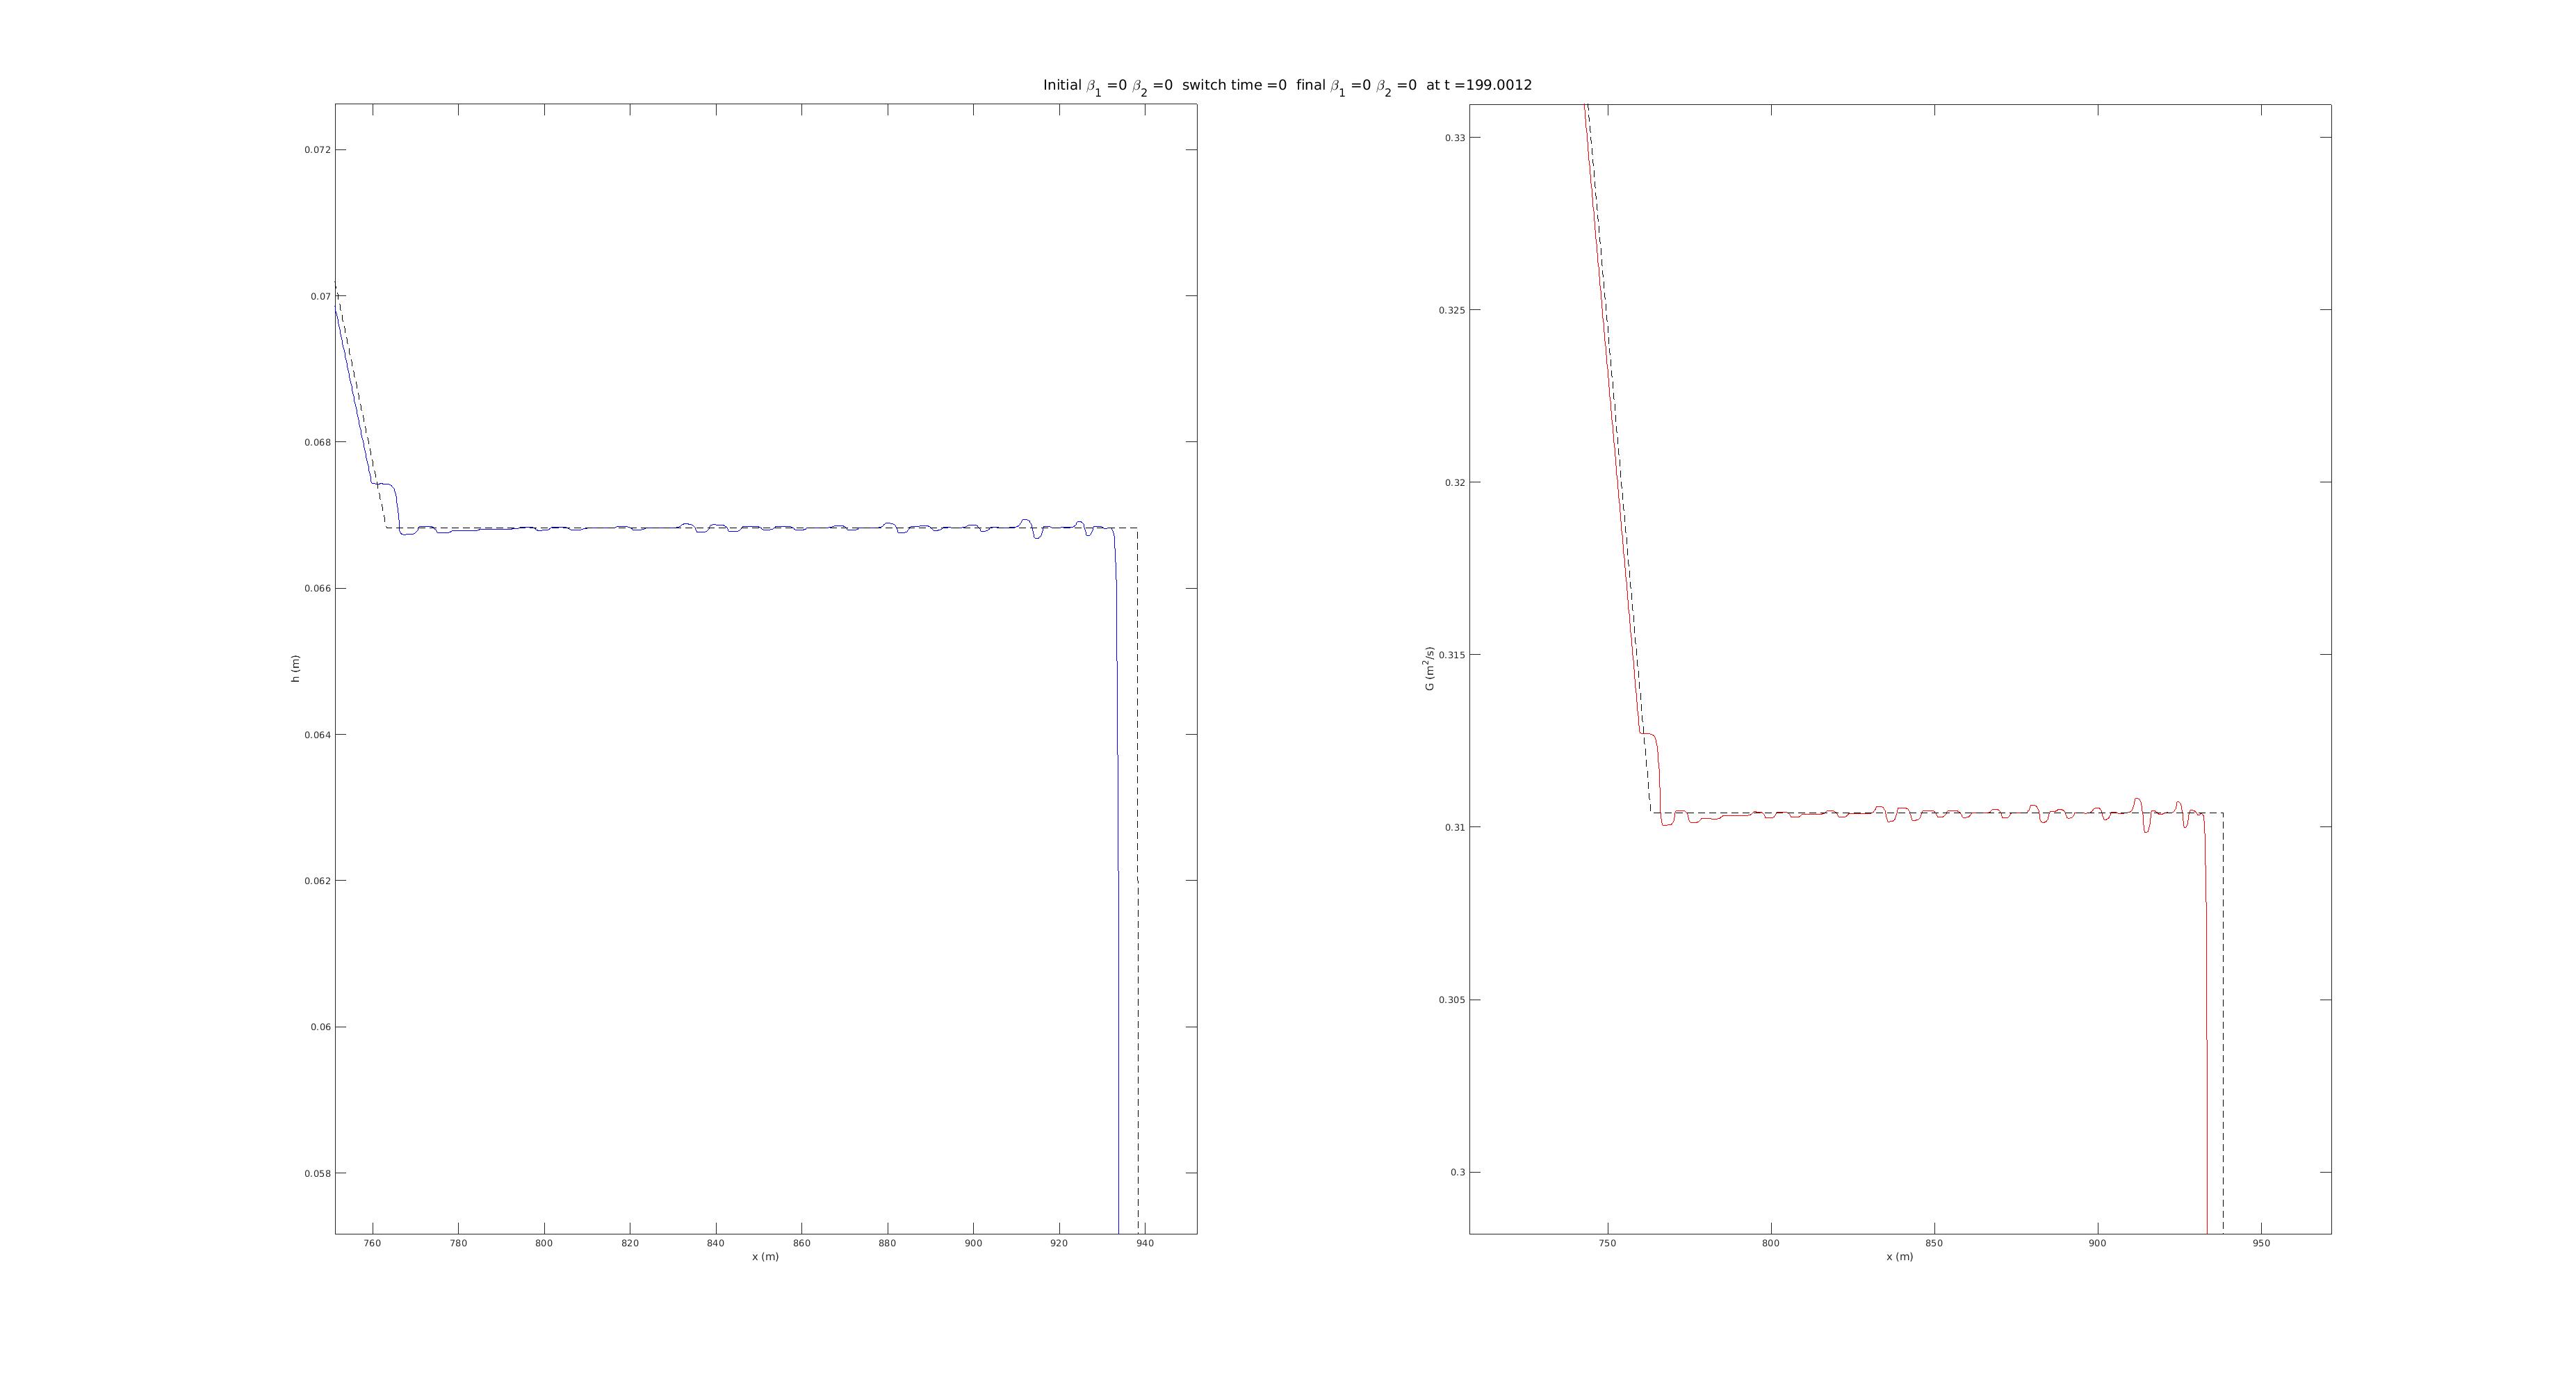 Initial β1 =0 β2 =0 switch time =0 final β1 =0 β2 =0 at t =199.0012
0.072
0.07
0.068
0.066
0.064
0.062
0.06
0.058
h (m)
760 780 800 820 840 860 880 900 920 940
x (m)
0.33
0.325
0.32
0.315
0.31
0.305
0.3
G (m2/s)
750 800 850 900 950
x (m)